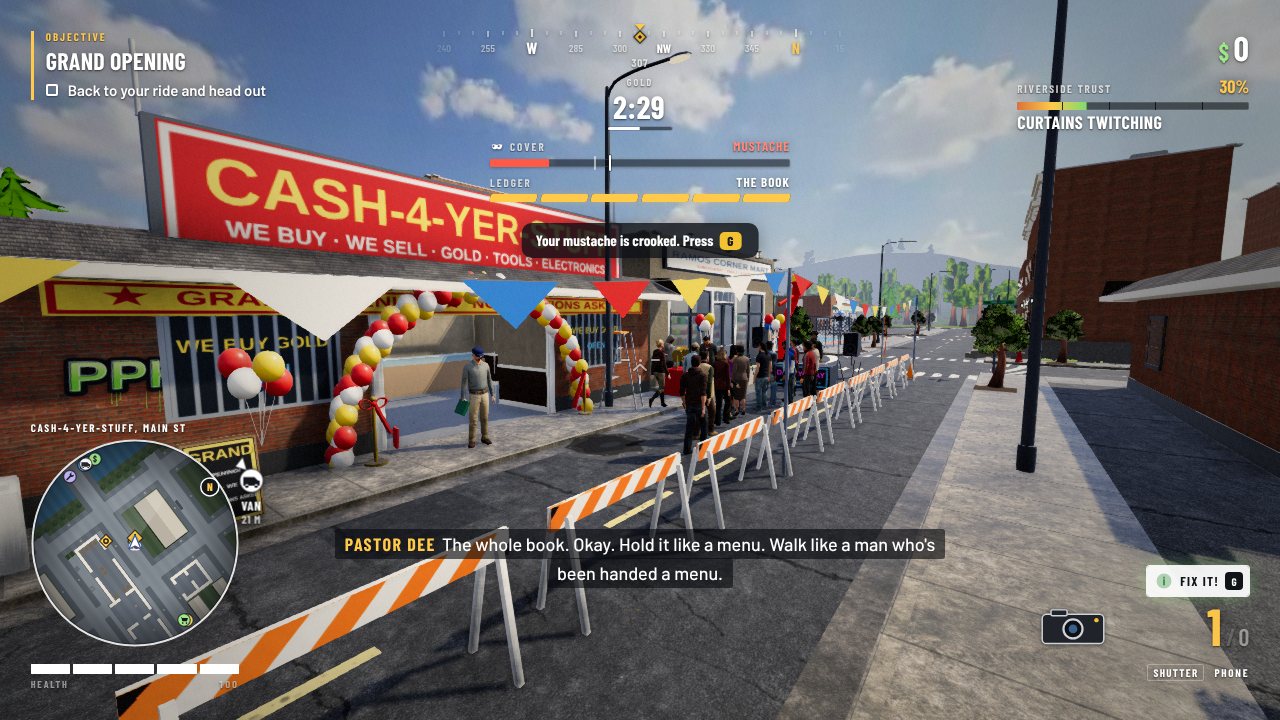 OBJECTIVE
GRAND OPENING
Back to your ride and head out
240 255 W 285 300 NW 330 345 N 15
307
GOLD
2:29
COVER MUSTACHE
LEDGER THE BOOK
Your mustache is crooked. Press G
$0
RIVERSIDE TRUST 30%
CURTAINS TWITCHING
CASH-4-YER-STUFF
WE BUY · WE SELL · GOLD · TOOLS · ELECTRONICS
CORNER MART
WE BUY GOLD
CASH-4-YER-STUFF, MAIN ST
GRAND
N
VAN
21 M
PASTOR DEE The whole book. Okay. Hold it like a menu. Walk like a man who's
been handed a menu.
FIX IT! G
1/0
SHUTTER PHONE
HEALTH 100